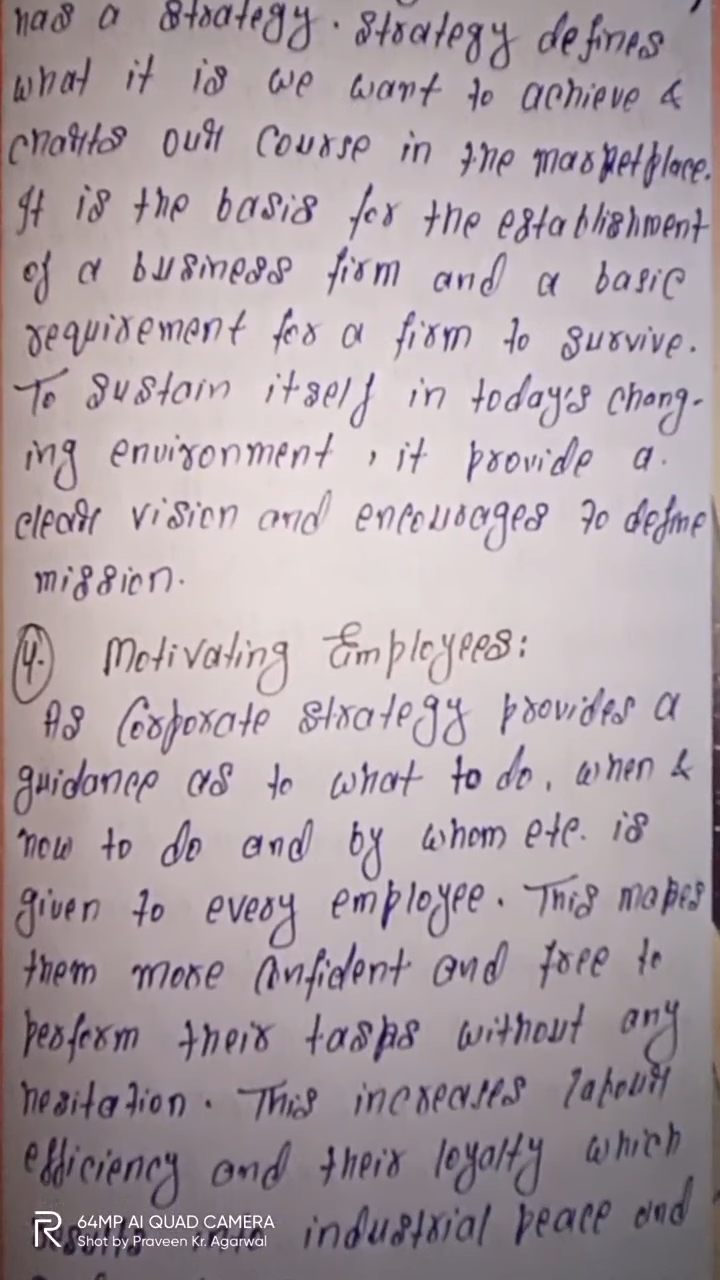 has a strategy. Strategy defines
what it is we want to achieve &
charts our course in the marketplace.
It is the basis for the establishment
of a business firm and a basic
requirement for a firm to survive.
To sustain itself in today's chang-
ing environment, it provide a
clear vision and encourages to define
mission.
4. Motivating Employees:
As Corporate strategy provides a
guidance as to what to do, when &
how to do and by whom etc. is
given to every employee. This makes
them more confident and free to
perform their tasks without any
hesitation. This increases labour
efficiency and their loyalty which
industrial peace and
64MP AI QUAD CAMERA
Shot by Praveen Kr. Agarwal